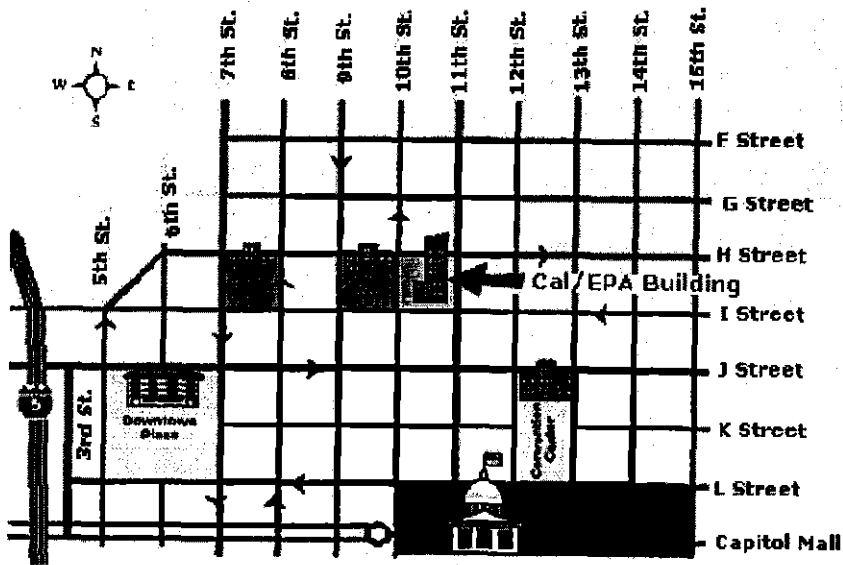 N
W E
S
3rd St.
5th St.
6th St.
7th St.
8th St.
9th St.
10th St.
11th St.
12th St.
13th St.
14th St.
15th St.
F Street
G Street
H Street
Cal/EPA Building
I Street
J Street
K Street
L Street
Capitol Mall
Downtown
Plaza
Convention
Center
5